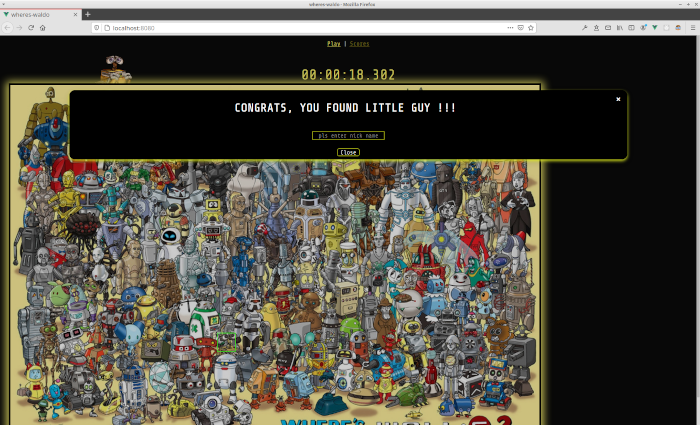 wheres-waldo - Mozilla Firefox
wheres-waldo
localhost:8080
Play | Scores
00:00:18.302
CONGRATS, YOU FOUND LITTLE GUY !!!
pls enter nick name
Close
WHERE'S